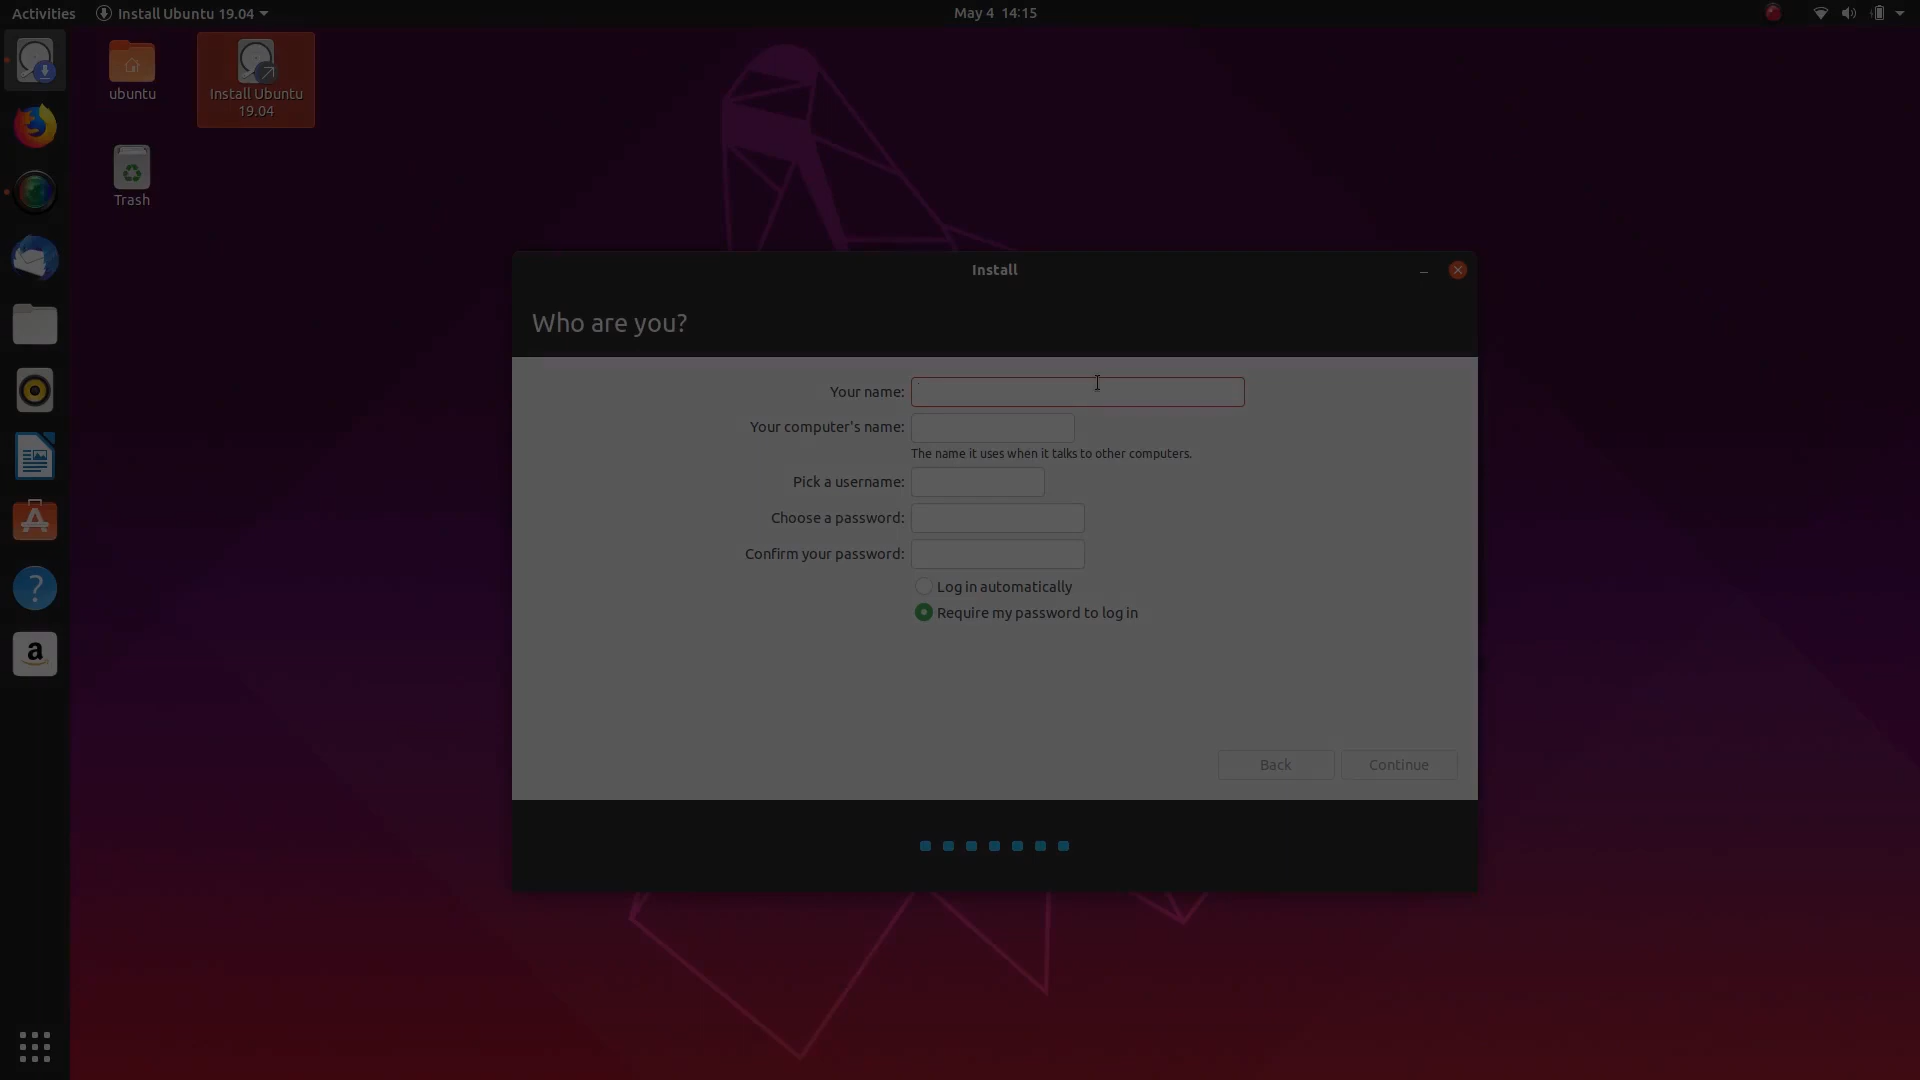 Activities
Install Ubuntu 19.04
May 4 14:15
ubuntu
Install Ubuntu
19.04
Trash
Install
Who are you?
Your name:
Your computer's name:
The name it uses when it talks to other computers.
Pick a username:
Choose a password:
Confirm your password:
Log in automatically
Require my password to log in
Back
Continue